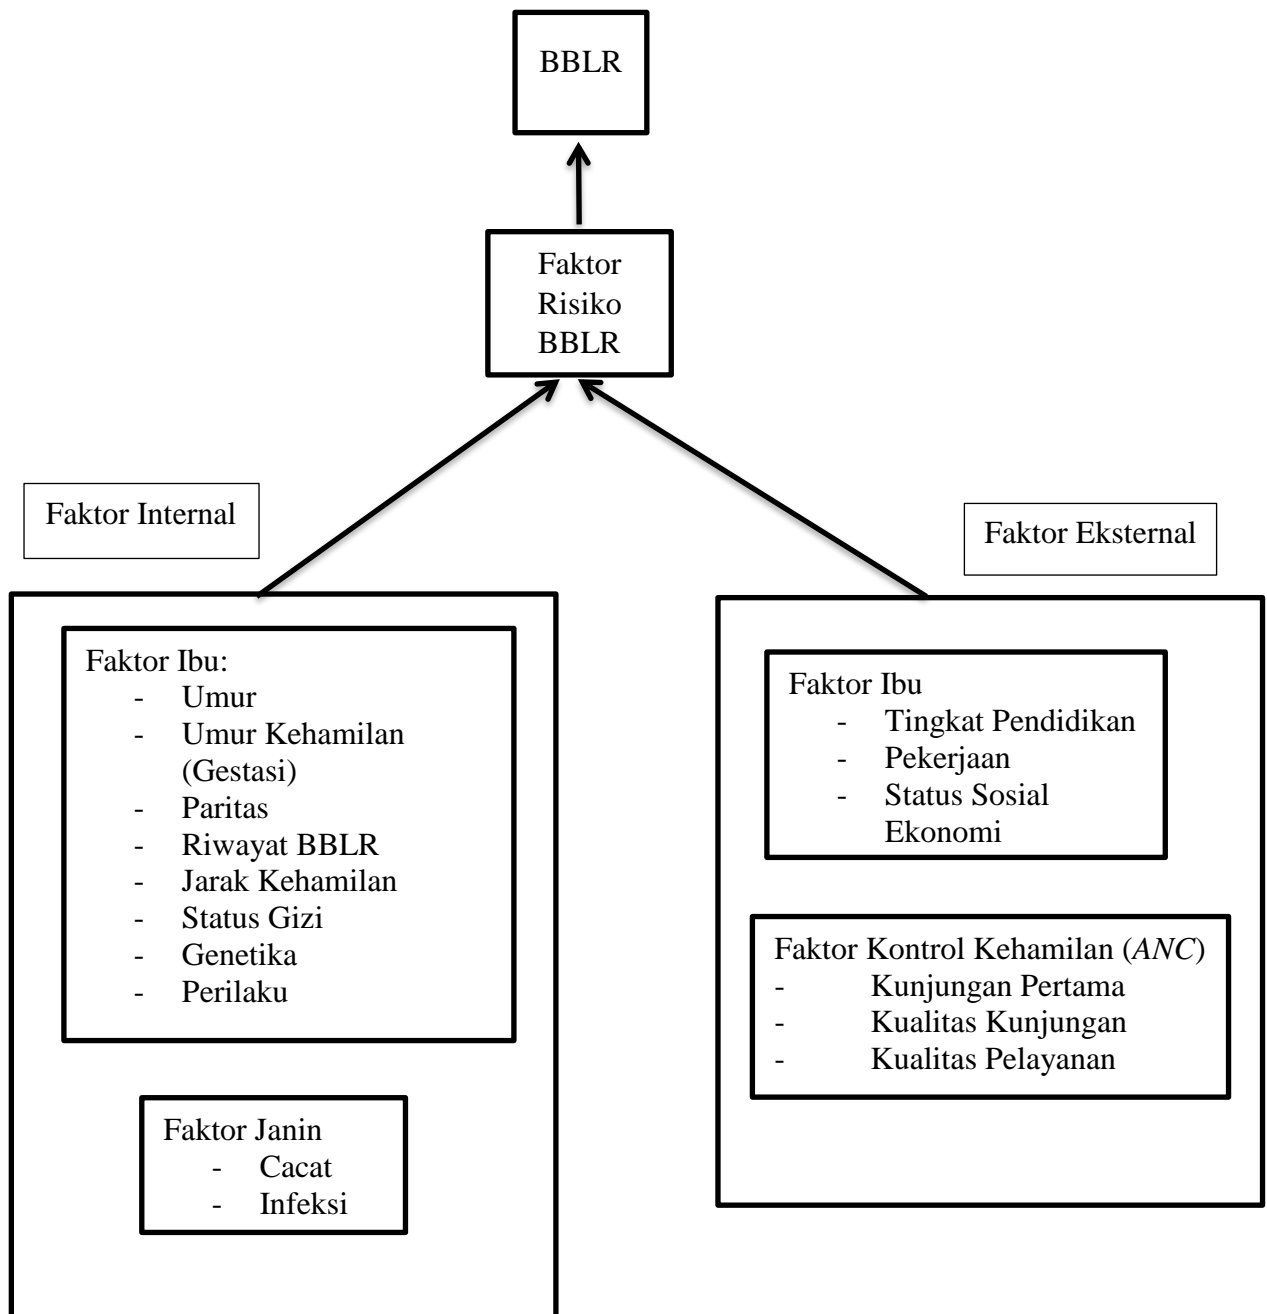 BBLR
Faktor
Risiko
BBLR
Faktor Internal
Faktor Eksternal
Faktor Ibu:
- Umur
- Umur Kehamilan
(Gestasi)
- Paritas
- Riwayat BBLR
- Jarak Kehamilan
- Status Gizi
- Genetika
- Perilaku
Faktor Janin
- Cacat
- Infeksi
Faktor Ibu
- Tingkat Pendidikan
- Pekerjaan
- Status Sosial
Ekonomi
Faktor Kontrol Kehamilan (ANC)
- Kunjungan Pertama
- Kualitas Kunjungan
- Kualitas Pelayanan